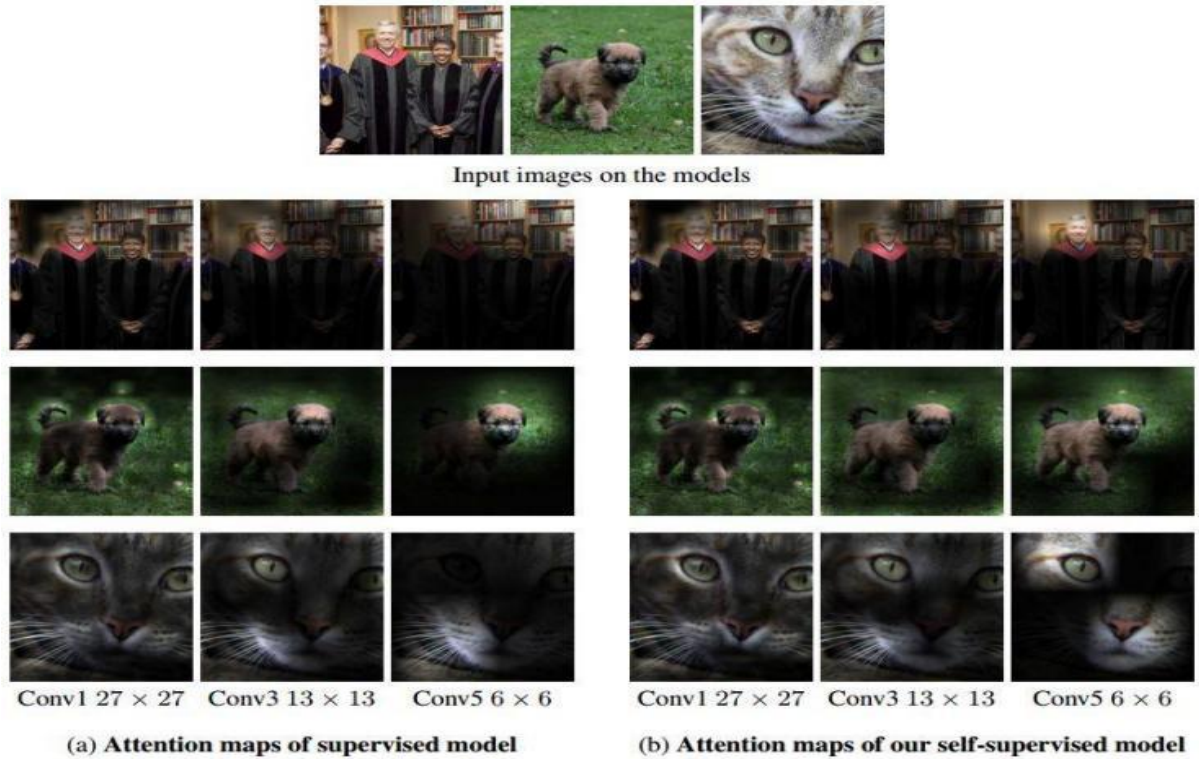 Input images on the models
Conv1 27 × 27 Conv3 13 × 13 Conv5 6 × 6
Conv1 27 × 27 Conv3 13 × 13 Conv5 6 × 6
(a) Attention maps of supervised model
(b) Attention maps of our self-supervised model